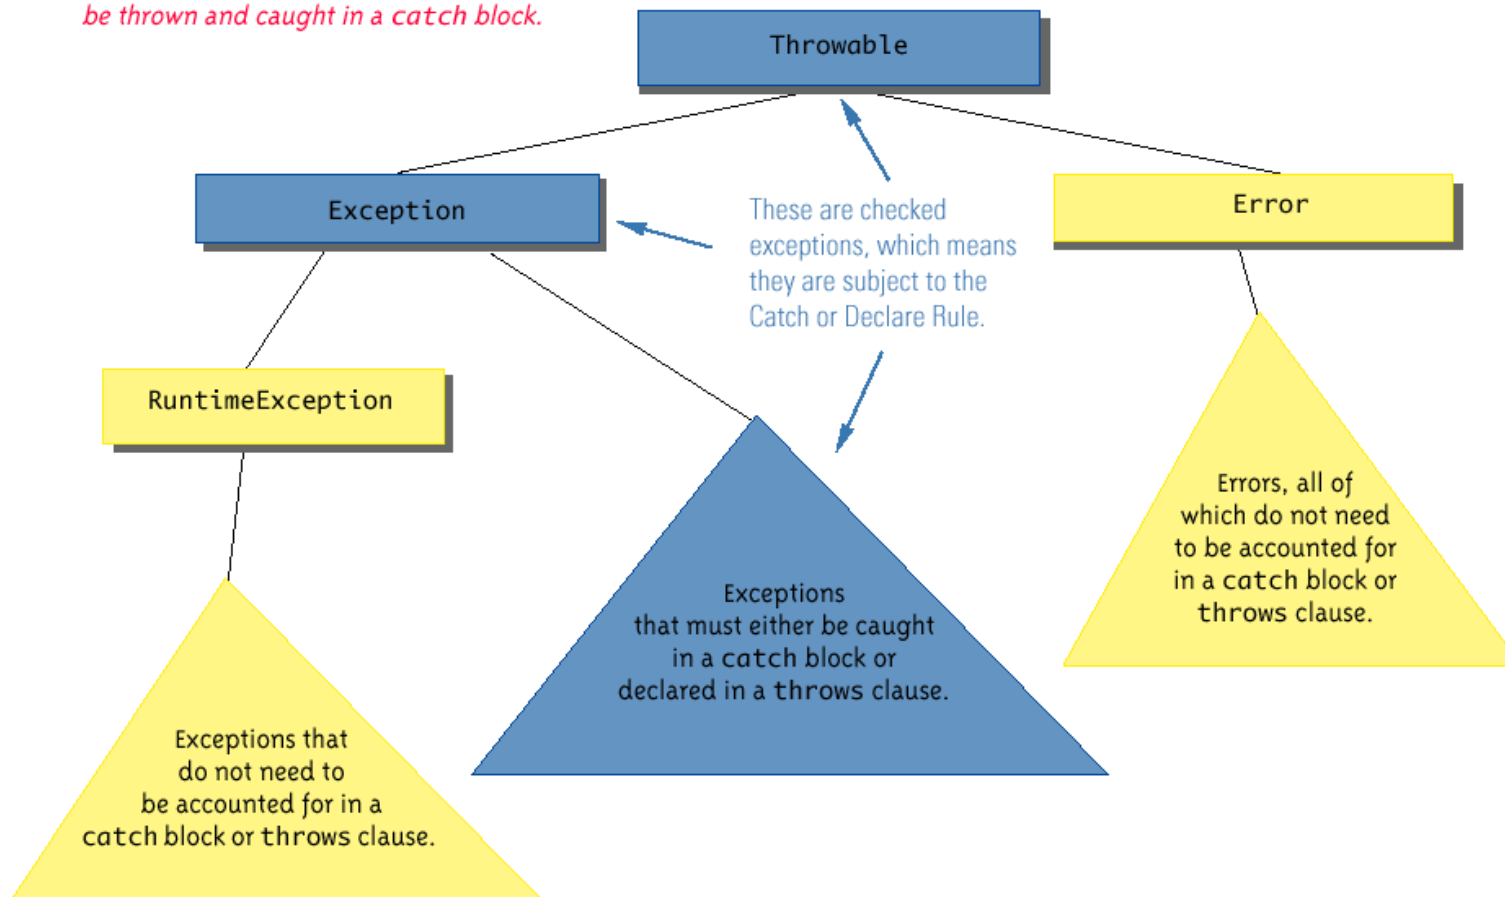 be thrown and caught in a catch block.
Throwable
Exception
These are checked
exceptions, which means
they are subject to the
Catch or Declare Rule.
Error
RuntimeException
Errors, all of
which do not need
to be accounted for
in a catch block or
throws clause.
Exceptions
that must either be caught
in a catch block or
declared in a throws clause.
Exceptions that
do not need to
be accounted for in a
catch block or throws clause.